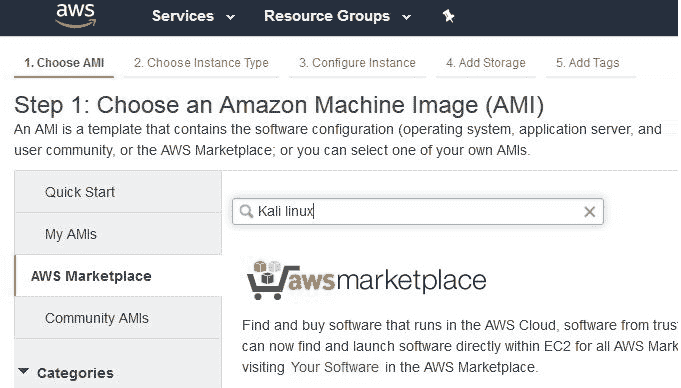 aws
Services
Resource Groups
1. Choose AMI
2. Choose Instance Type
3. Configure Instance
4. Add Storage
5. Add Tags
Step 1: Choose an Amazon Machine Image (AMI)
An AMI is a template that contains the software configuration (operating system, application server, and
user community, or the AWS Marketplace; or you can select one of your own AMIs.
Quick Start
My AMIs
AWS Marketplace
Community AMIs
Categories
Kali linux
awsmarketplace
Find and buy software that runs in the AWS Cloud, software from trus
can now find and launch software directly within EC2 for all AWS Mark
visiting Your Software in the AWS Marketplace.